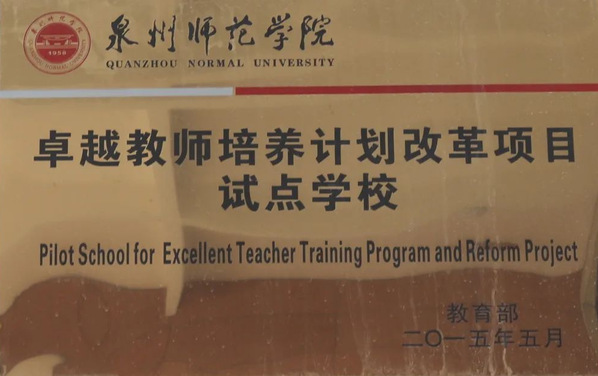 泉州师范学院
QUANZHOU NORMAL UNIVERSITY
1958
卓越教师培养计划改革项目
试点学校
Pilot School for Excellent Teacher Training Program and Reform Project
教育部
二〇一五年五月